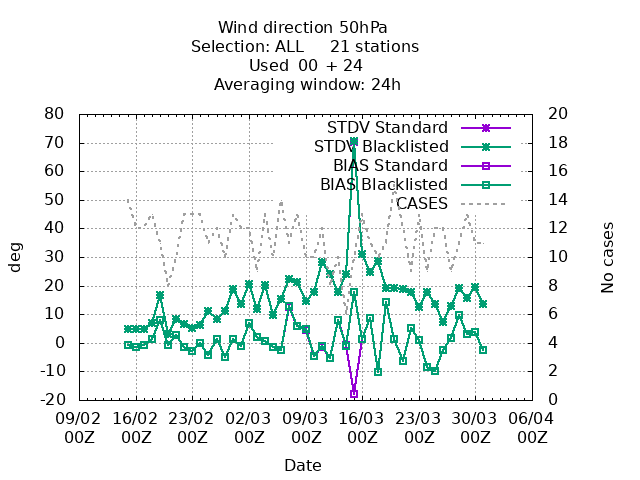 Wind direction 50hPa
Selection: ALL 21 stations
Used 00 + 24
Averaging window: 24h
80 20
70 18
60 16
50 14
40 12
30 10
20 8
10 6
0 4
-10 2
-20 0
STDV Standard
STDV Blacklisted
BIAS Standard
BIAS Blacklisted
CASES
deg
No cases
09/02 16/02 23/02 02/03 09/03 16/03 23/03 30/03 06/04
00Z 00Z 00Z 00Z 00Z 00Z 00Z 00Z 00Z
Date